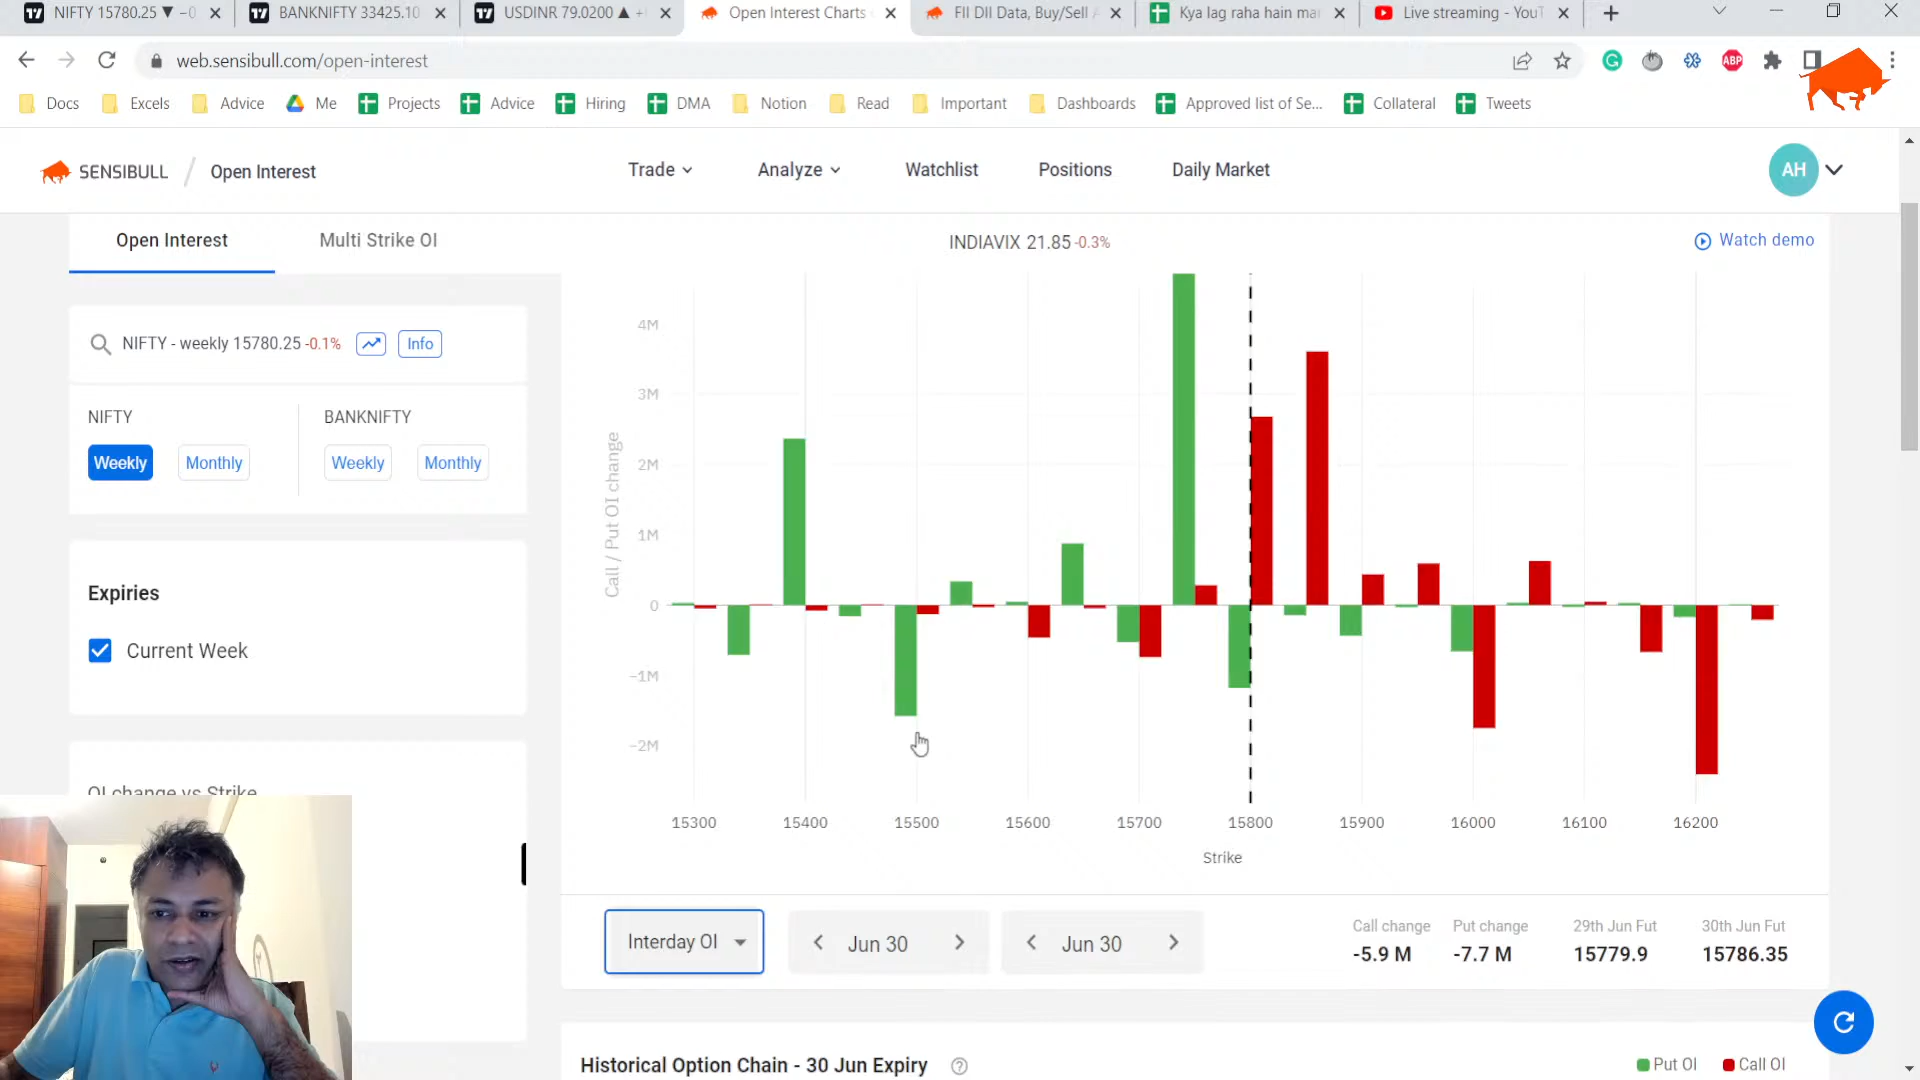 NIFTY 15780.25 ▼ −0
BANKNIFTY 33425.10
USDINR 79.0200 ▲ +
Open Interest Charts
FII DII Data, Buy/Sell
Kya lag raha hain ma
Live streaming - YouT
web.sensibull.com/open-interest
ABP
Docs Excels Advice Me Projects Advice Hiring DMA Notion Read Important Dashboards Approved list of Se... Collateral Tweets
SENSIBULL / Open Interest
Trade Analyze Watchlist Positions Daily Market
AH
Open Interest Multi Strike OI
INDIAVIX 21.85 -0.3%
Watch demo
NIFTY - weekly 15780.25 -0.1% Info
NIFTY BANKNIFTY
Weekly Monthly Weekly Monthly
Expiries
Current Week
OI change vs Strike
Call / Put OI change
4M
3M
2M
1M
0
−1M
−2M
15300 15400 15500 15600 15700 15800 15900 16000 16100 16200
Strike
Interday OI
Jun 30
Jun 30
Call change Put change 29th Jun Fut 30th Jun Fut
-5.9 M -7.7 M 15779.9 15786.35
Historical Option Chain - 30 Jun Expiry
Put OI Call OI